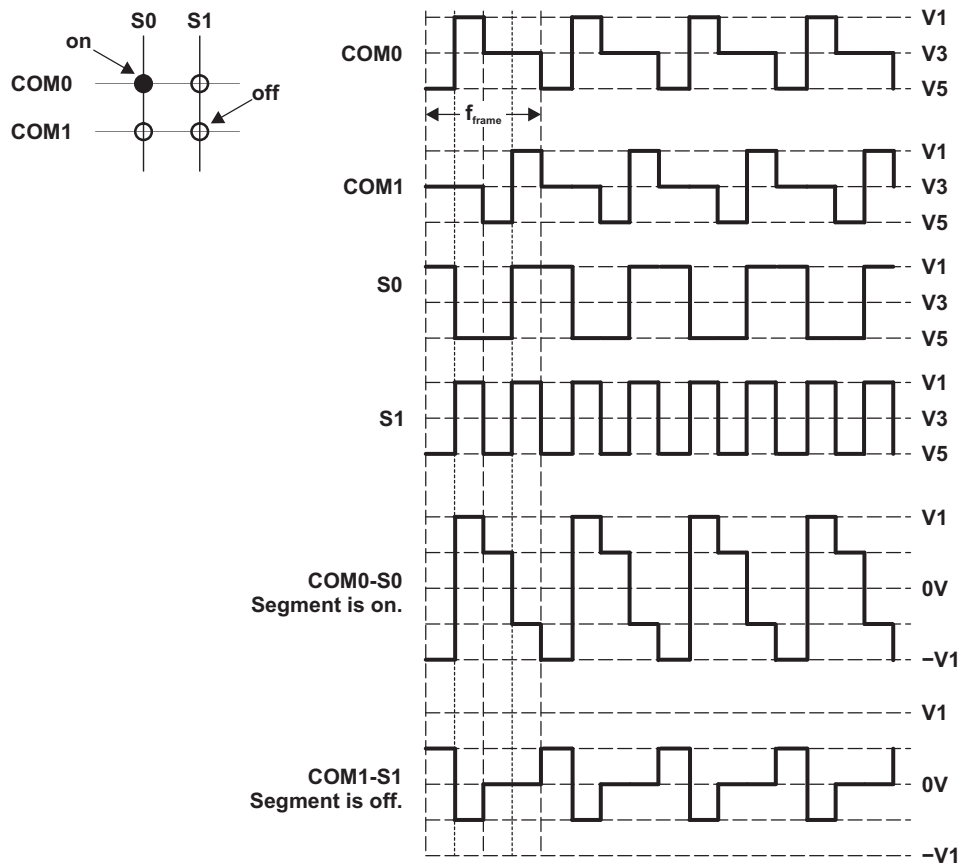 S0 S1
on
COM0
off
COM1
COM0
V1
V3
V5
fframe
COM1
V1
V3
V5
S0
V1
V3
V5
S1
V1
V3
V5
COM0-S0
Segment is on.
V1
0V
−V1
COM1-S1
Segment is off.
V1
0V
−V1